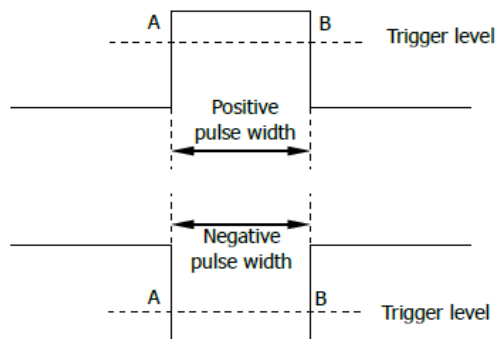 A
B
Trigger level
Positive
pulse width
Negative
pulse width
A
B
Trigger level